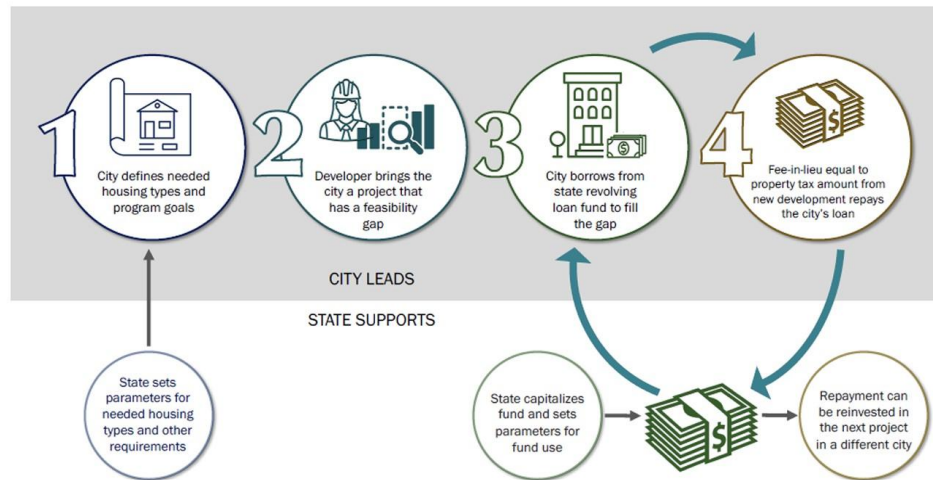 1
City defines needed
housing types and
program goals
2
Developer brings the
city a project that
has a feasibility
gap
3
City borrows from
state revolving
loan fund to fill
the gap
4
Fee-in-lieu equal to
property tax amount from
new development repays
the city's loan
CITY LEADS
STATE SUPPORTS
State sets
parameters for
needed housing
types and other
requirements
State capitalizes
fund and sets
parameters for
fund use
Repayment can
be reinvested in
the next project
in a different city